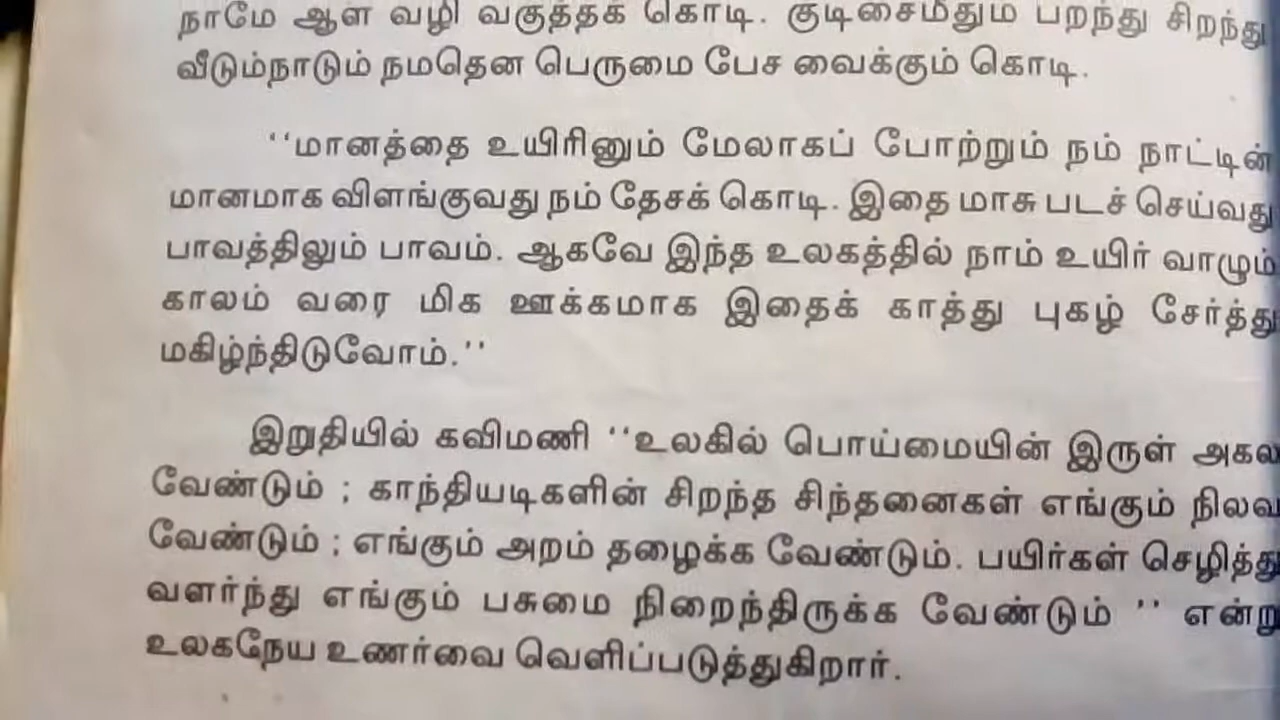 நாமே ஆள வழி வகுத்தக் கொடி. குடிசைமீதும் பறந்து சிறந்து
வீடும்நாடும் நமதென பெருமை பேச வைக்கும் கொடி.
‘‘மானத்தை உயிரினும் மேலாகப் போற்றும் நம் நாட்டின்
மானமாக விளங்குவது நம் தேசக் கொடி. இதை மாசு படச் செய்வது
பாவத்திலும் பாவம். ஆகவே இந்த உலகத்தில் நாம் உயிர் வாழும்
காலம் வரை மிக ஊக்கமாக இதைக் காத்து புகழ் சேர்த்து
மகிழ்ந்திடுவோம்.’’
இறுதியில் கவிமணி ‘‘உலகில் பொய்மையின் இருள் அகல
வேண்டும் ; காந்தியடிகளின் சிறந்த சிந்தனைகள் எங்கும் நிலவ
வேண்டும் ; எங்கும் அறம் தழைக்க வேண்டும். பயிர்கள் செழித்து
வளர்ந்து எங்கும் பசுமை நிறைந்திருக்க வேண்டும் ’’ என்று
உலகநேய உணர்வை வெளிப்படுத்துகிறார்.